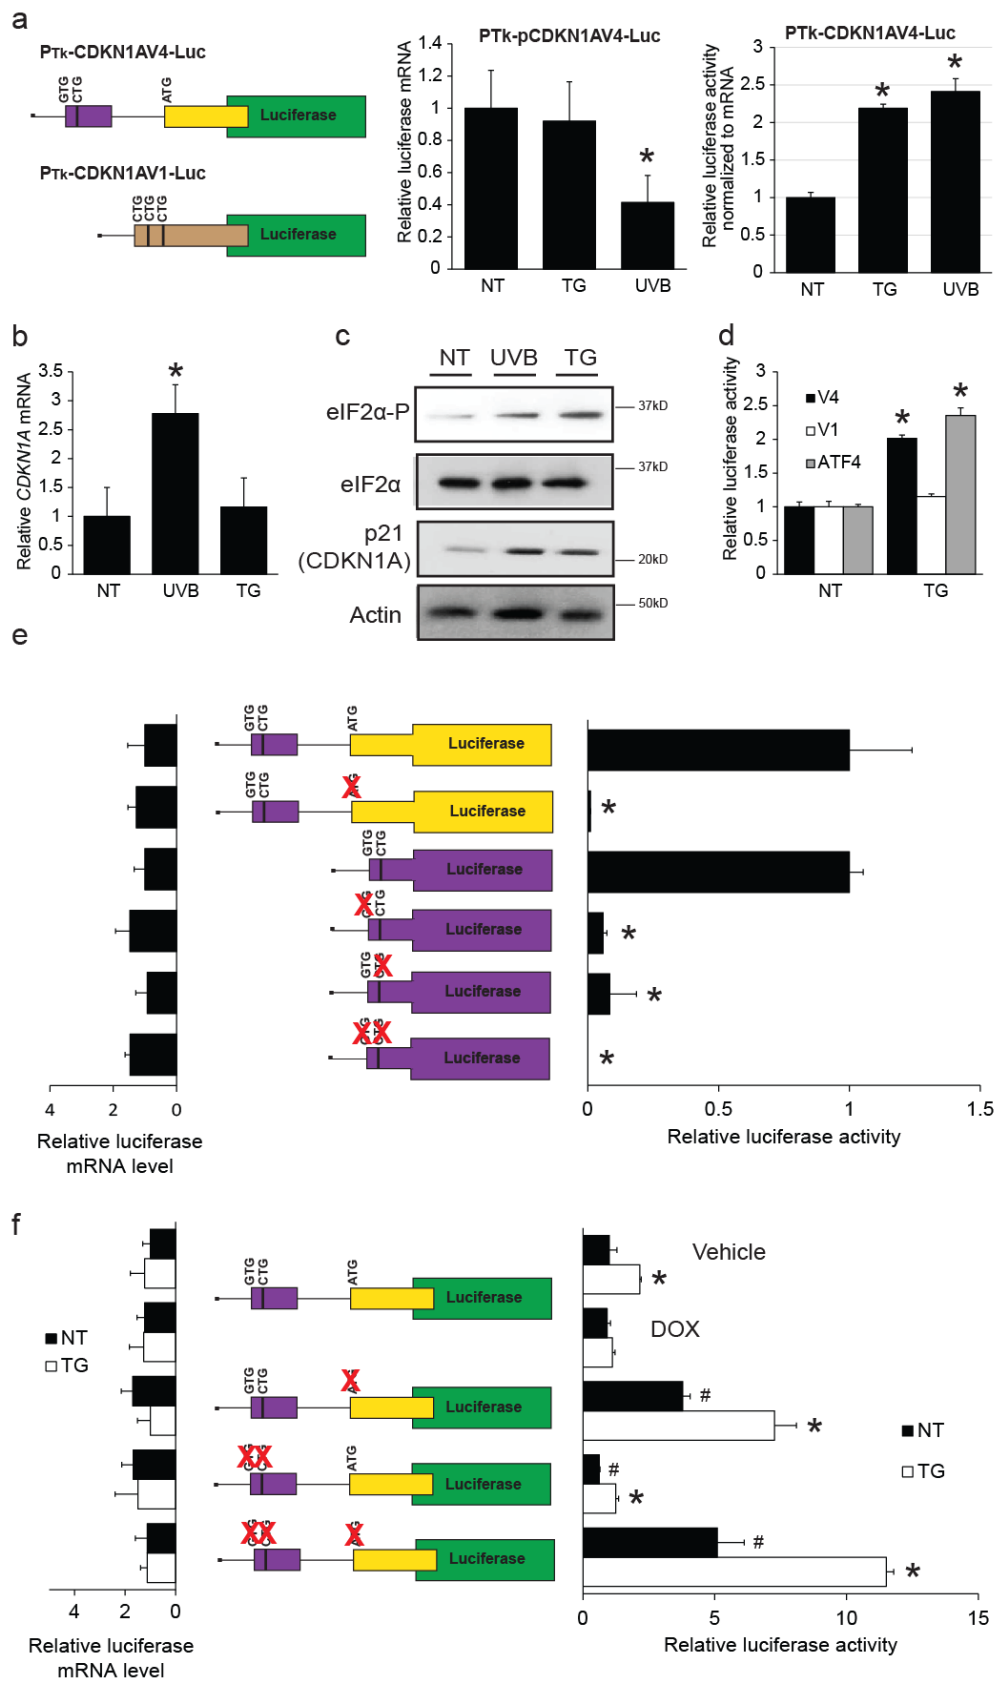 a
PTk-CDKN1AV4-Luc
GTG
CTG
ATG
Luciferase
PTk-CDKN1AV1-Luc
CTG
CTG
CTG
Luciferase
PTk-pCDKN1AV4-Luc
Relative luciferase mRNA
1.4
1.2
1
0.8
0.6
0.4
0.2
0
*
NT
TG
UVB
PTk-CDKN1AV4-Luc
Relative luciferase activity
normalized to mRNA
3
2.5
2
1.5
1
0.5
0
*
*
NT
TG
UVB
b
Relative CDKN1A mRNA
3.5
3
2.5
2
1.5
1
0.5
0
*
NT
UVB
TG
c
NT UVB TG
eIF2α-P
37kD
eIF2α
37kD
p21
(CDKN1A)
20kD
Actin
50kD
d
Relative luciferase activity
3
2.5
2
1.5
1
0.5
0
V4
V1
ATF4
*
*
NT
TG
e
GTG
CTG
ATG
Luciferase
GTG
CTG
Luciferase
*
GTG
CTG
Luciferase
CTG
Luciferase
*
GTG
Luciferase
*
Luciferase
*
4 2 0
Relative luciferase
mRNA level
0 0.5 1 1.5
Relative luciferase activity
f
NT
TG
GTG
CTG
ATG
Luciferase
Vehicle
*
DOX
GTG
CTG
Luciferase
#
*
ATG
Luciferase
#
*
Luciferase
#
*
NT
TG
4 2 0
Relative luciferase
mRNA level
0 5 10 15
Relative luciferase activity